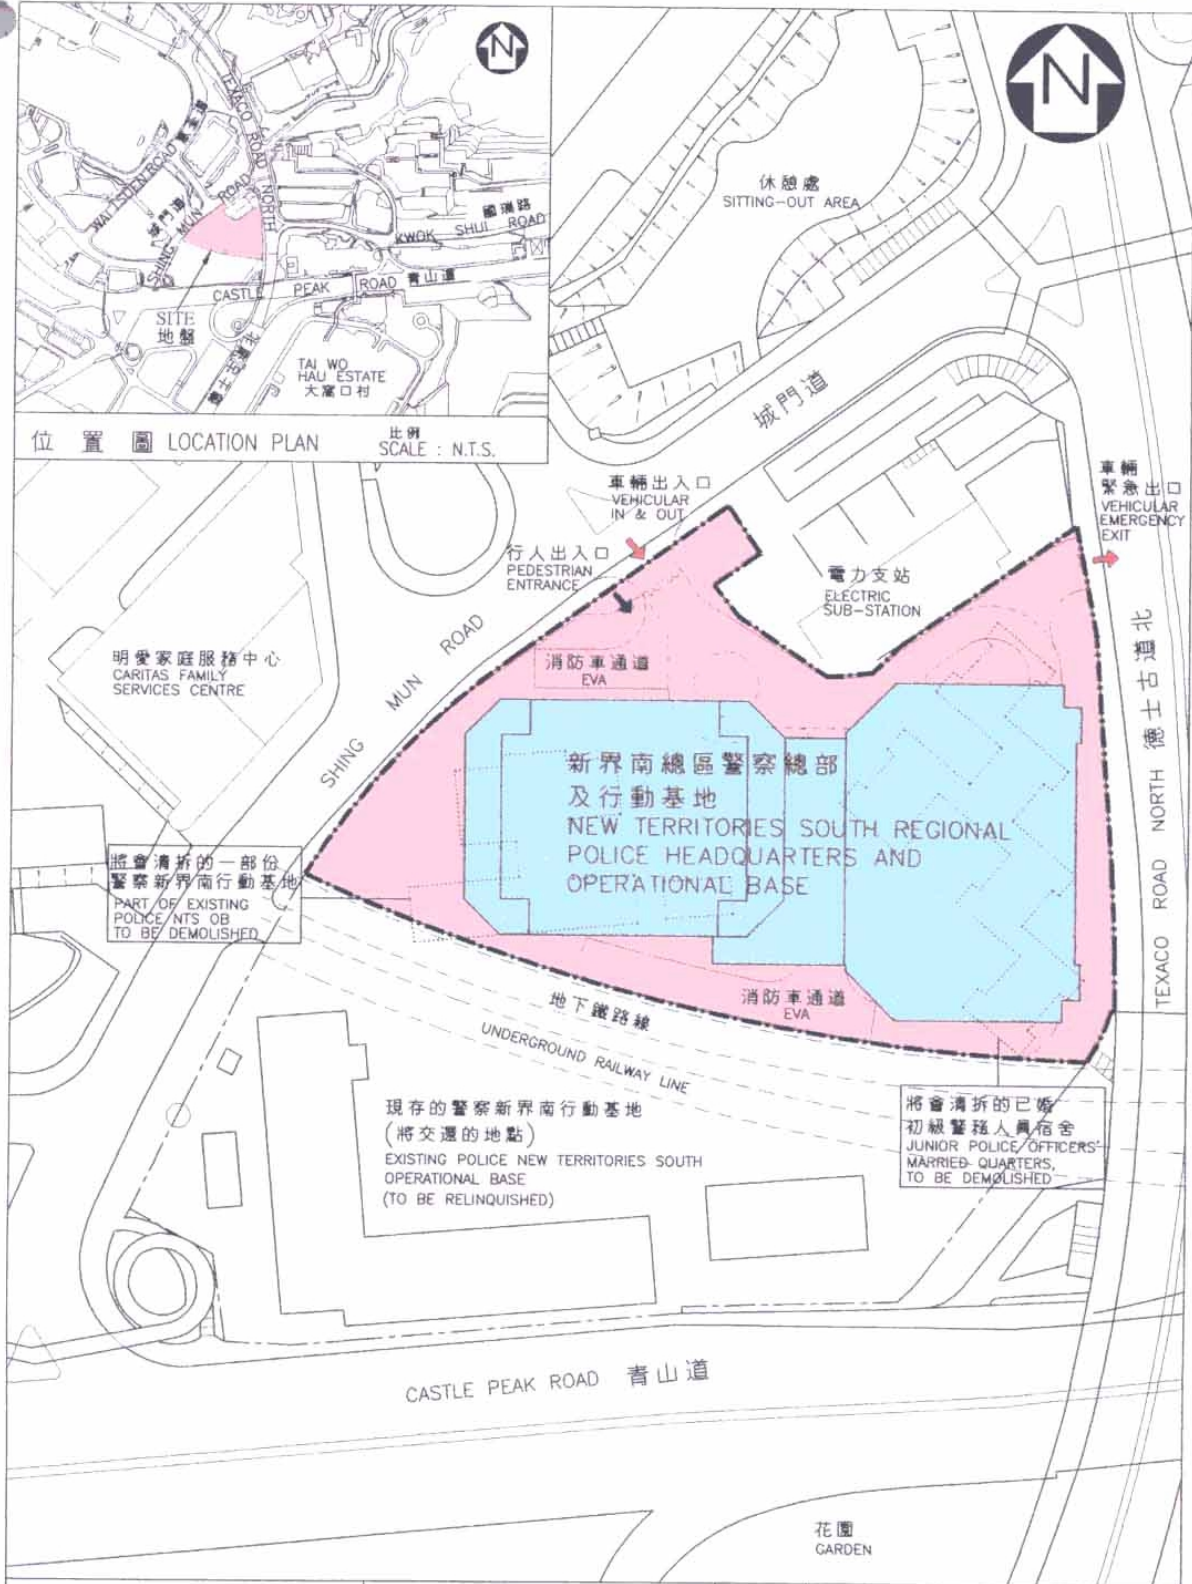 N
TEXACO ROAD NORTH
WAI TSUEN ROAD
城門道
SHING MUN ROAD
國瑞路
KWOK SHUI ROAD
CASTLE PEAK ROAD 青山道
SITE
地盤
TAI WO
HAU ESTATE
大窩口村
位置圖 LOCATION PLAN
比例
SCALE : N.T.S.
N
休憩處
SITTING-OUT AREA
城門道
車輛出入口
VEHICULAR
IN & OUT
行人出入口
PEDESTRIAN
ENTRANCE
車輛
緊急出口
VEHICULAR
EMERGENCY
EXIT
電力支站
ELECTRIC
SUB-STATION
明愛家庭服務中心
CARITAS FAMILY
SERVICES CENTRE
SHING MUN ROAD
消防車通道
EVA
德士古道北
TEXACO ROAD NORTH
新界南總區警察總部
及行動基地
NEW TERRITORIES SOUTH REGIONAL
POLICE HEADQUARTERS AND
OPERATIONAL BASE
將會清拆的一部份
警察新界南行動基地
PART OF EXISTING
POLICE NTS OB
TO BE DEMOLISHED
消防車通道
EVA
地下鐵路線
UNDERGROUND RAILWAY LINE
現存的警察新界南行動基地
(將交還的地點)
EXISTING POLICE NEW TERRITORIES SOUTH
OPERATIONAL BASE
(TO BE RELINQUISHED)
將會清拆的已婚
初級警務人員宿舍
JUNIOR POLICE OFFICERS'
MARRIED QUARTERS,
TO BE DEMOLISHED
CASTLE PEAK ROAD 青山道
花園
GARDEN